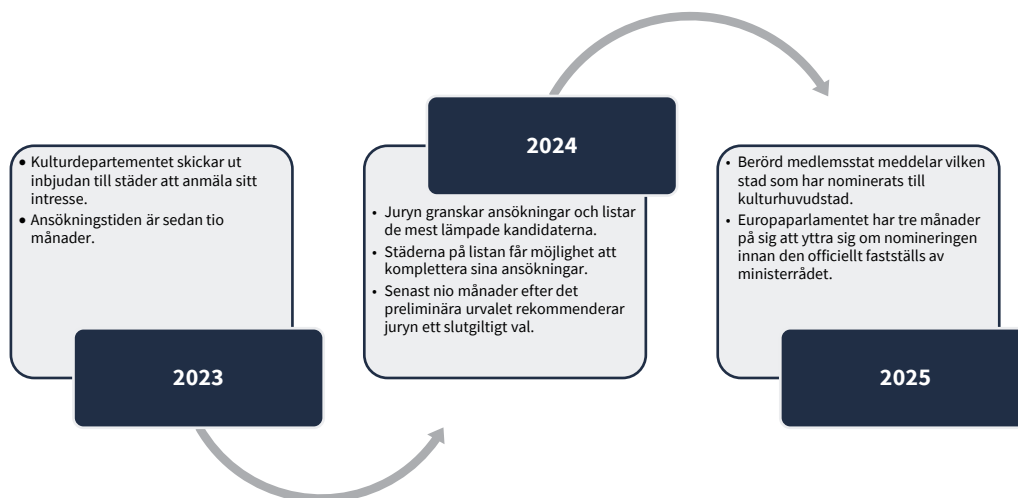 • Kulturdepartementet skickar ut
inbjudan till städer att anmäla sitt
intresse.
• Ansökningstiden är sedan tio
månader.
2023
2024
• Juryn granskar ansökningar och listar
de mest lämpade kandidaterna.
• Städerna på listan får möjlighet att
komplettera sina ansökningar.
• Senast nio månader efter det
preliminära urvalet rekommenderar
juryn ett slutgiltigt val.
• Berörd medlemsstat meddelar vilken
stad som har nominerats till
kulturhuvudstad.
• Europaparlamentet har tre månader
på sig att yttra sig om nomineringen
innan den officiellt fastställs av
ministerrådet.
2025